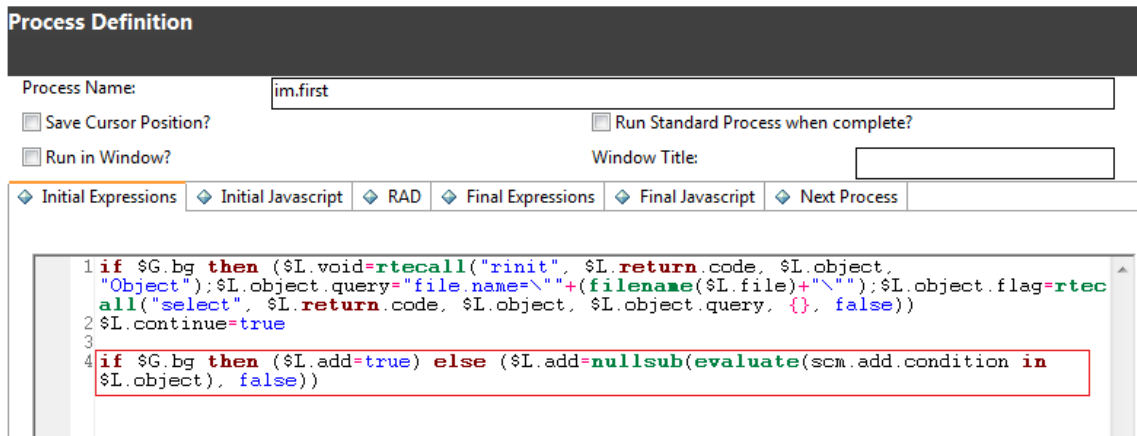 Process Definition
Process Name: im.first
Save Cursor Position? Run Standard Process when complete?
Run in Window? Window Title:
Initial Expressions Initial Javascript RAD Final Expressions Final Javascript Next Process
1 if $G.bg then ($L.void=rtecall("rinit", $L.return.code, $L.object,
"Object");$L.object.query="file.name=\""+(filename($L.file)+"\"");$L.object.flag=rtec
all("select", $L.return.code, $L.object, $L.object.query, {}, false))
2 $L.continue=true
3
4 if $G.bg then ($L.add=true) else ($L.add=nullsub(evaluate(scm.add.condition in
$L.object), false))